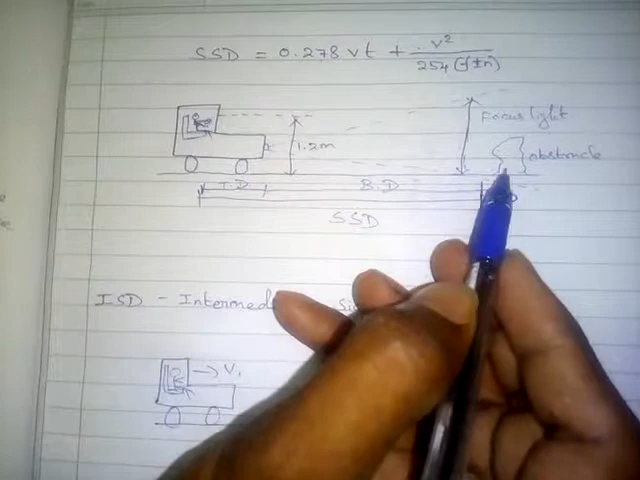 SSD = 0.278 vt + v² / 254 (f±n)
Focus light
1.2m
obstacle
B.D
SSD
ISD - Intermed
→ V₁